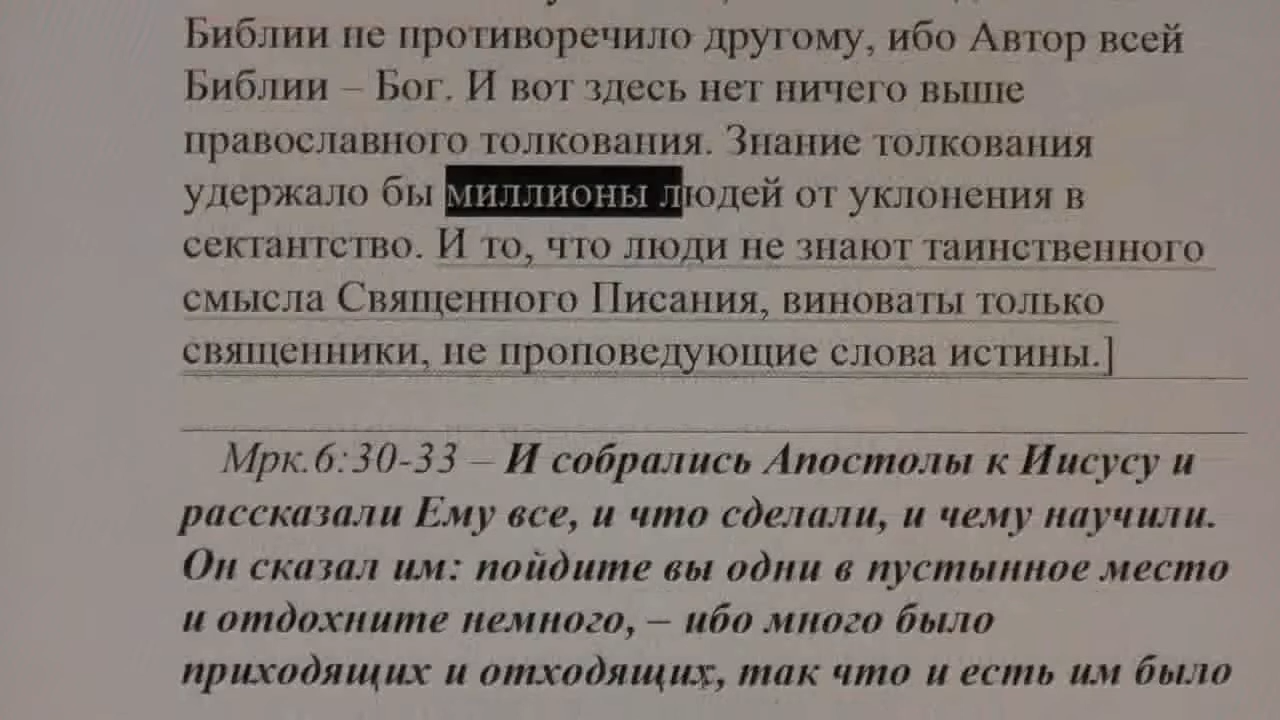 Библии не противоречило другому, ибо Автор всей
Библии – Бог. И вот здесь нет ничего выше
православного толкования. Знание толкования
удержало бы миллионы людей от уклонения в
сектантство. И то, что люди не знают таинственного
смысла Священного Писания, виноваты только
священники, не проповедующие слова истины.]
Мрк.6:30-33 – И собрались Апостолы к Иисусу и
рассказали Ему все, и что сделали, и чему научили.
Он сказал им: пойдите вы одни в пустынное место
и отдохните немного, – ибо много было
приходящих и отходящих, так что и есть им было